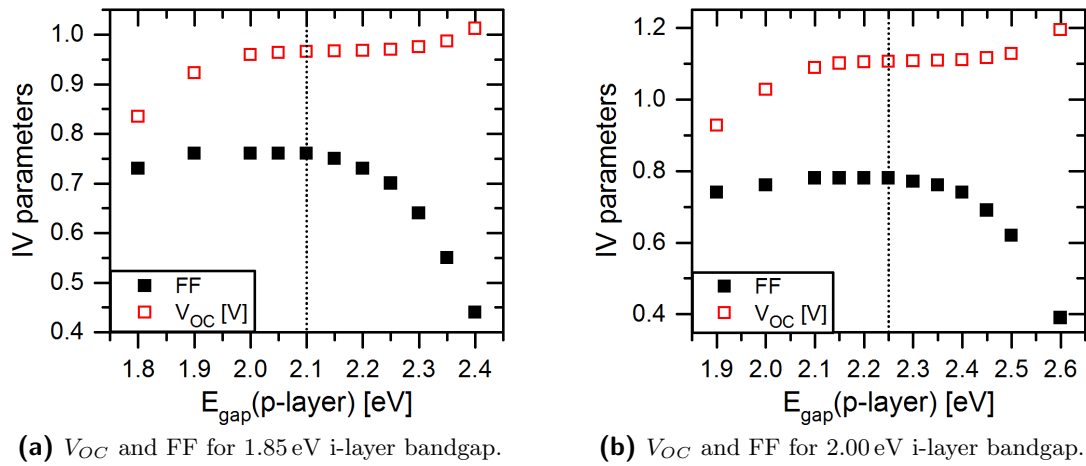 1.0
0.9
0.8
0.7
0.6
0.5
0.4
IV parameters
FF
V_OC [V]
1.8 1.9 2.0 2.1 2.2 2.3 2.4
E_gap(p-layer) [eV]
(a) V_OC and FF for 1.85 eV i-layer bandgap.
1.2
1.0
0.8
0.6
0.4
IV parameters
FF
V_OC [V]
1.9 2.0 2.1 2.2 2.3 2.4 2.5 2.6
E_gap(p-layer) [eV]
(b) V_OC and FF for 2.00 eV i-layer bandgap.